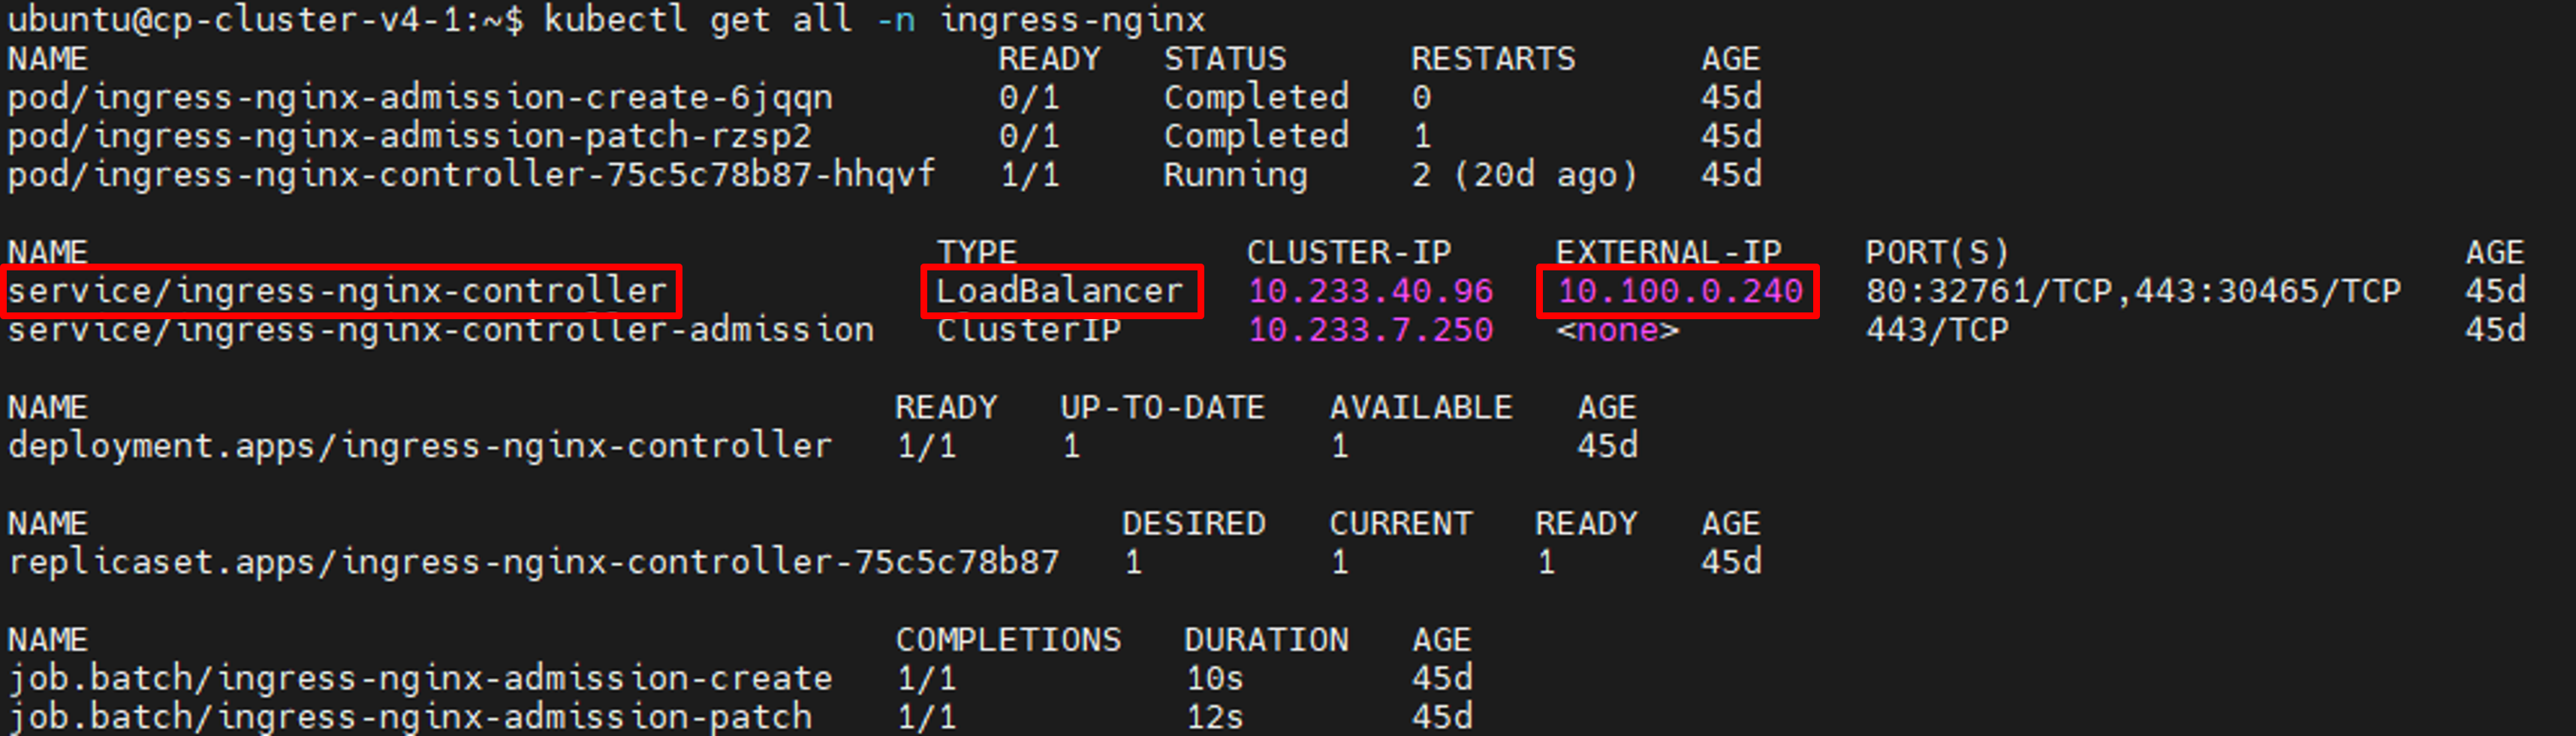 ubuntu@cp-cluster-v4-1:~$ kubectl get all -n ingress-nginx
NAME READY STATUS RESTARTS AGE
pod/ingress-nginx-admission-create-6jqqn 0/1 Completed 0 45d
pod/ingress-nginx-admission-patch-rzsp2 0/1 Completed 1 45d
pod/ingress-nginx-controller-75c5c78b87-hhqvf 1/1 Running 2 (20d ago) 45d
NAME TYPE CLUSTER-IP EXTERNAL-IP PORT(S) AGE
service/ingress-nginx-controller LoadBalancer 10.233.40.96 10.100.0.240 80:32761/TCP,443:30465/TCP 45d
service/ingress-nginx-controller-admission ClusterIP 10.233.7.250 <none> 443/TCP 45d
NAME READY UP-TO-DATE AVAILABLE AGE
deployment.apps/ingress-nginx-controller 1/1 1 1 45d
NAME DESIRED CURRENT READY AGE
replicaset.apps/ingress-nginx-controller-75c5c78b87 1 1 1 45d
NAME COMPLETIONS DURATION AGE
job.batch/ingress-nginx-admission-create 1/1 10s 45d
job.batch/ingress-nginx-admission-patch 1/1 12s 45d